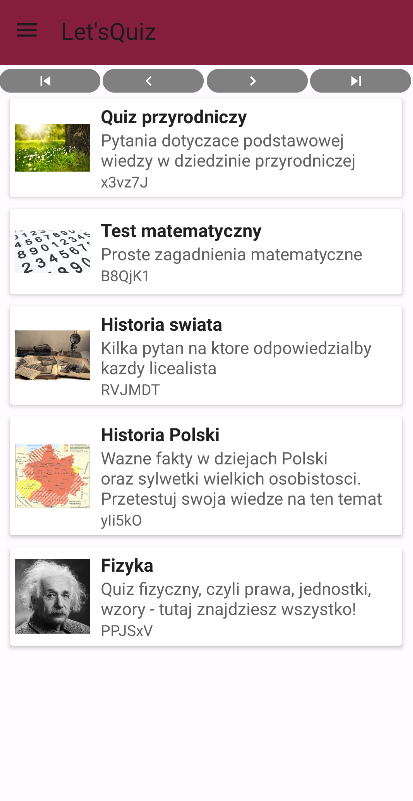 Let'sQuiz
Quiz przyrodniczy
Pytania dotyczace podstawowej
wiedzy w dziedzinie przyrodniczej
x3vz7J
Test matematyczny
Proste zagadnienia matematyczne
B8QjK1
Historia swiata
Kilka pytan na ktore odpowiedzialby
kazdy licealista
RVJMDT
Historia Polski
Wazne fakty w dziejach Polski
oraz sylwetki wielkich osobistosci.
Przetestuj swoja wiedze na ten temat
Fizyka
Quiz fizyczny, czyli prawa, jednostki,
wzory - tutaj znajdziesz wszystko!
PPJSxV